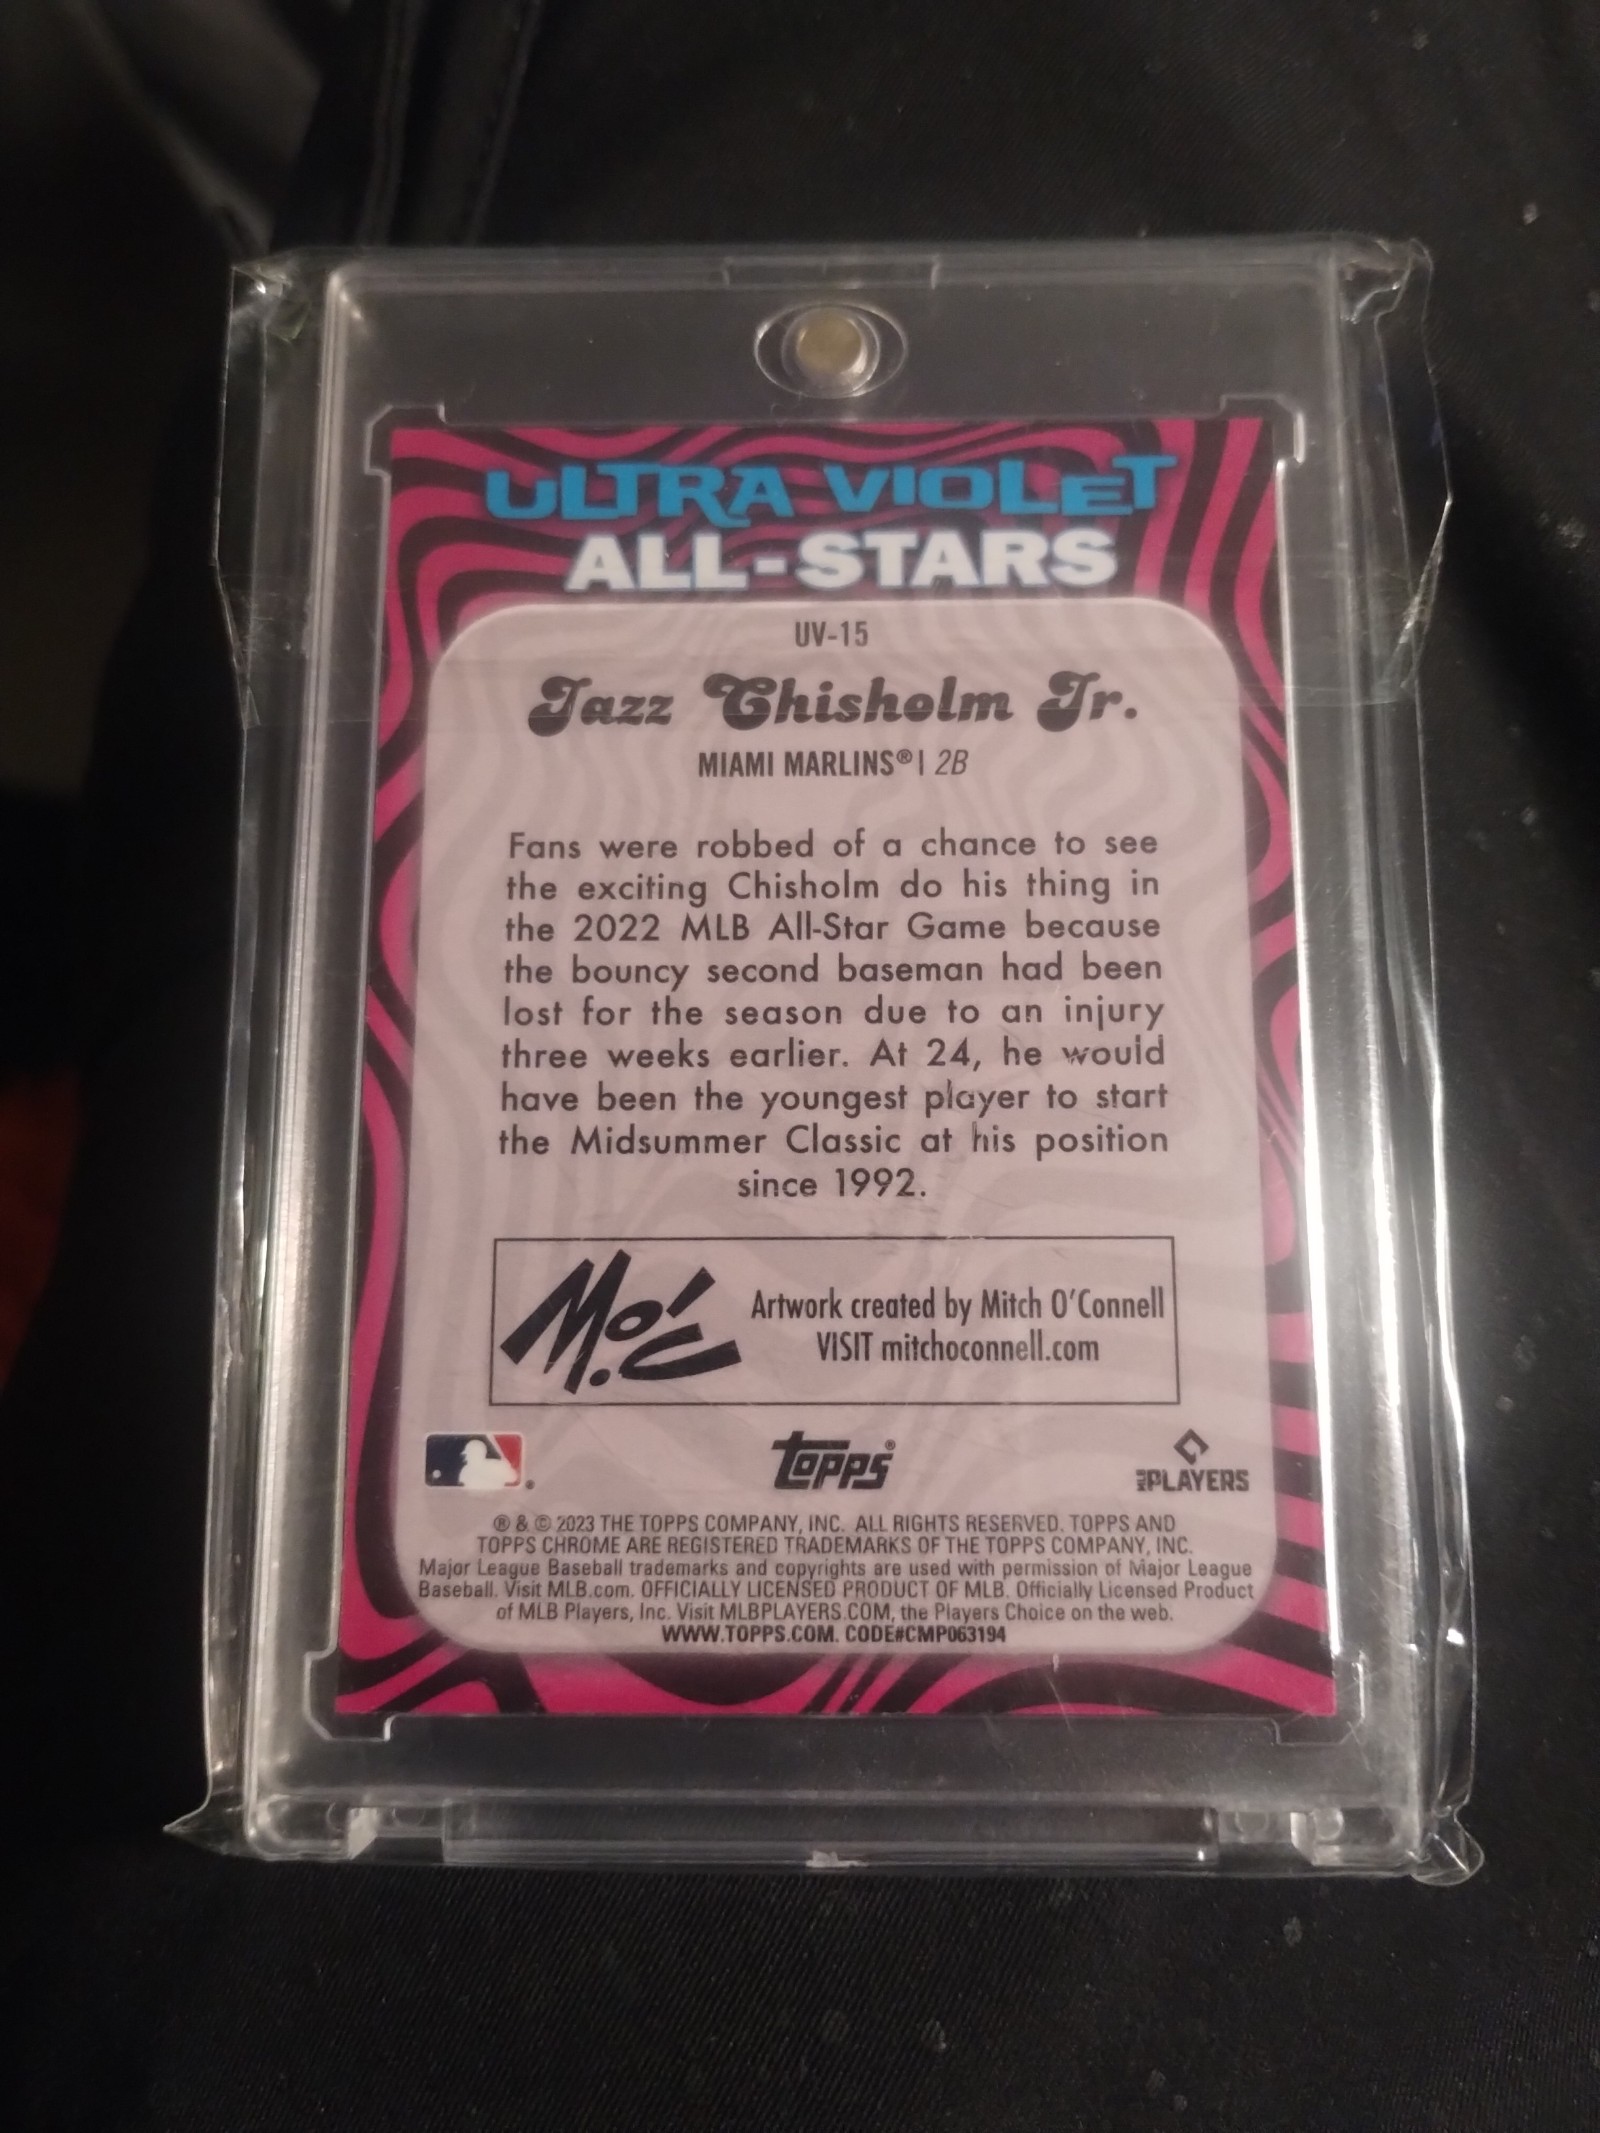 ULTRA VIOLET
ALL-STARS
UV-15
Jazz Chisholm Jr.
MIAMI MARLINS® | 2B
Fans were robbed of a chance to see
the exciting Chisholm do his thing in
the 2022 MLB All-Star Game because
the bouncy second baseman had been
lost for the season due to an injury
three weeks earlier. At 24, he would
have been the youngest player to start
the Midsummer Classic at his position
since 1992.
M.O'C
Artwork created by Mitch O'Connell
VISIT mitchoconnell.com
topps®
MLB PLAYERS
® & © 2023 THE TOPPS COMPANY, INC. ALL RIGHTS RESERVED. TOPPS AND
TOPPS CHROME ARE REGISTERED TRADEMARKS OF THE TOPPS COMPANY, INC.
Major League Baseball trademarks and copyrights are used with permission of Major League
Baseball. Visit MLB.com. OFFICIALLY LICENSED PRODUCT OF MLB. Officially Licensed Product
of MLB Players, Inc. Visit MLBPLAYERS.COM, the Players Choice on the web.
WWW.TOPPS.COM. CODE#CMP063194